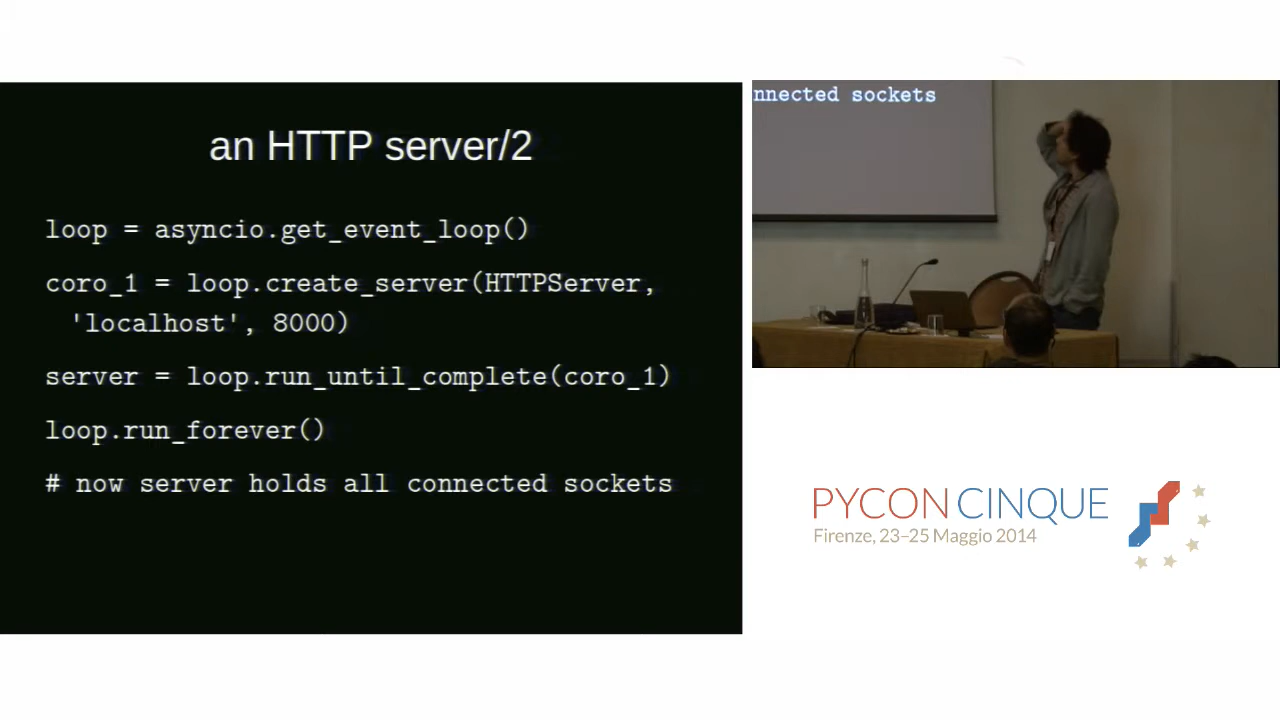 an HTTP server/2
loop = asyncio.get_event_loop()
coro_1 = loop.create_server(HTTPServer,
'localhost', 8000)
server = loop.run_until_complete(coro_1)
loop.run_forever()
# now server holds all connected sockets
nnected sockets
PYCON CINQUE
Firenze, 23–25 Maggio 2014